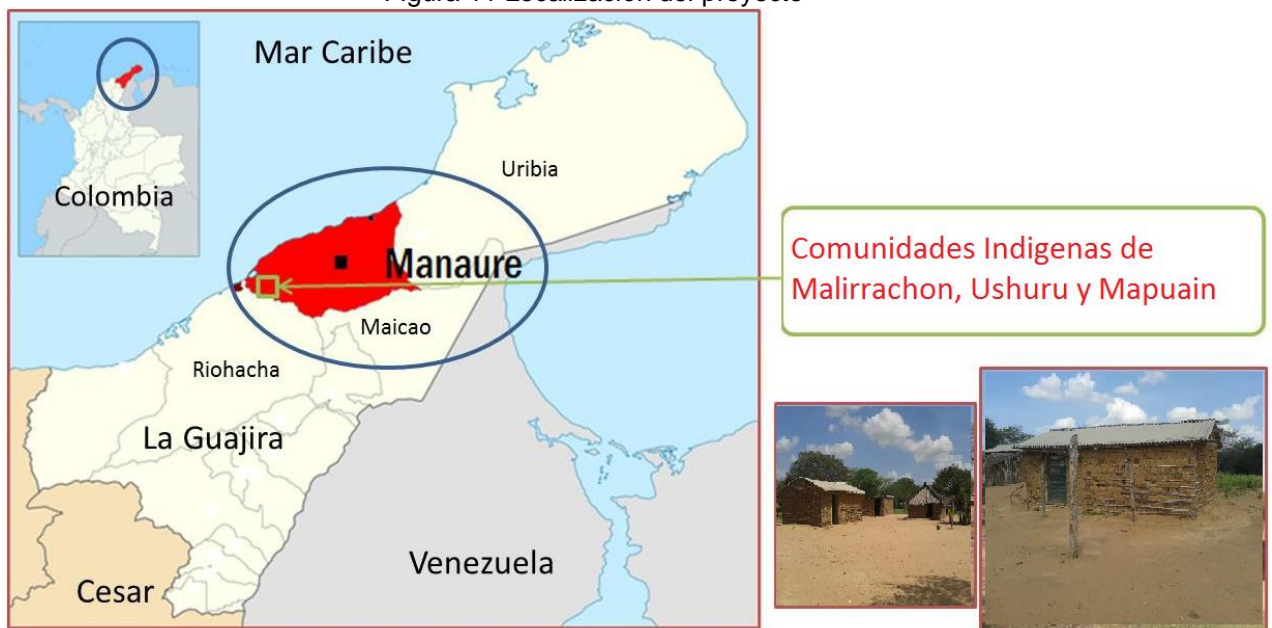 Mar Caribe
Colombia
Uribia
Manaure
Comunidades Indigenas de
Malirrachon, Ushuru y Mapuain
Maicao
Riohacha
La Guajira
Venezuela
Cesar